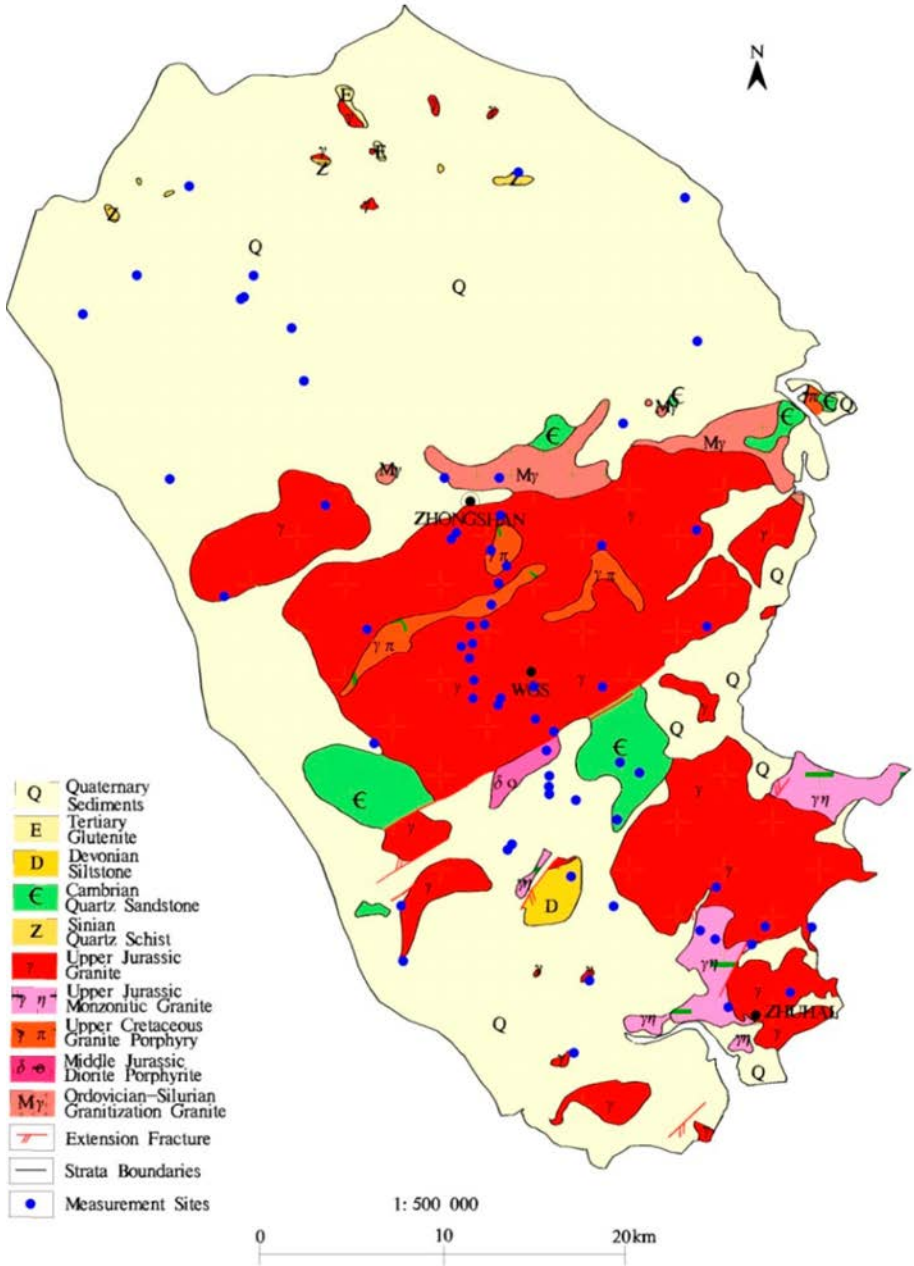 N
E
γ
γ
γ
E
Z
Z
Z
γ
Q
Q
Є
Mγ
γπ
Є
Q
Є
Є
Mγ
Mγ
Mγ
ZHONGSHAN
γ
γ
γ
γπ
γπ
Q
γπ
γ
WGS
γ
Q
γ
Q
Є
δο
Є
γ
Q
γη
γ
γ
γη
D
γη
γ
γ
γ
ZHUHAI
Q
γη
γη
γ
Q
γ
Q Quaternary
Sediments
E Tertiary
Glutenite
D Devonian
Siltstone
Є Cambrian
Quartz Sandstone
Z Sinian
Quartz Schist
γ Upper Jurassic
Granite
γ η Upper Jurassic
Monzonitic Granite
γ π Upper Cretaceous
Granite Porphyry
δ ο Middle Jurassic
Diorite Porphyrite
Mγ Ordovician-Silurian
Granitization Granite
Extension Fracture
Strata Boundaries
Measurement Sites
1: 500 000
0 10 20km